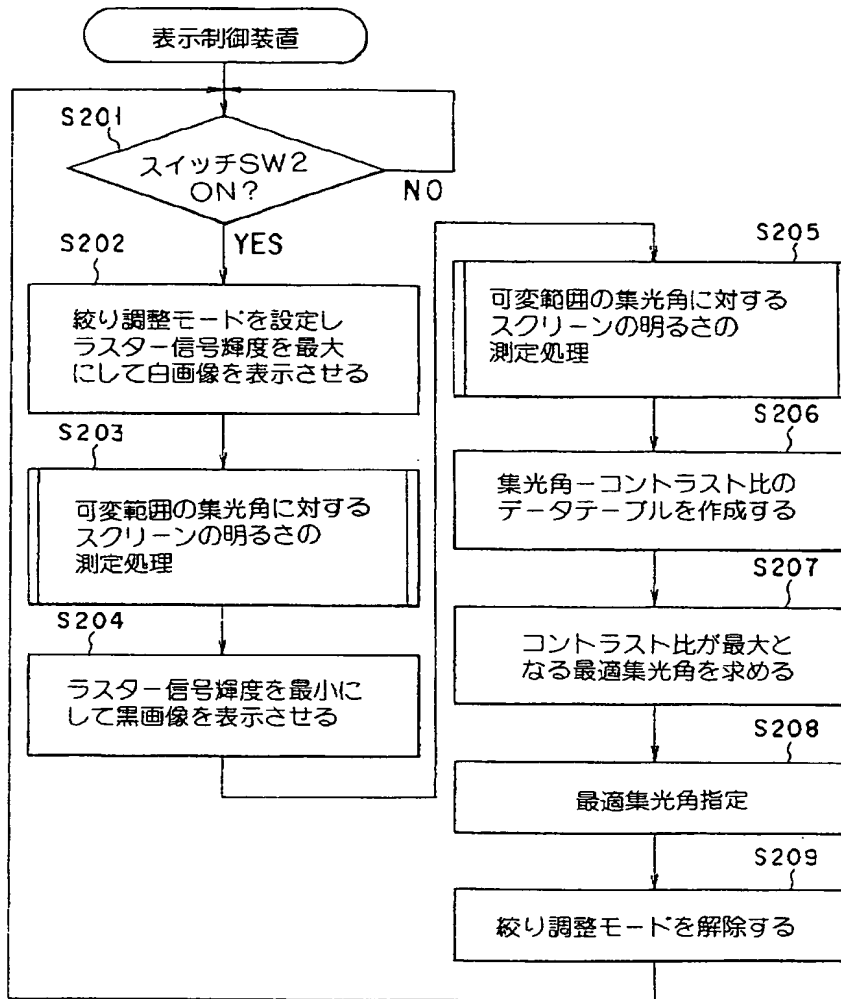 表示制御装置
S201
スイッチSW2
ON?
NO
YES
S202
絞り調整モードを設定し
ラスター信号輝度を最大
にして白画像を表示させる
S203
可変範囲の集光角に対する
スクリーンの明るさの
測定処理
S204
ラスター信号輝度を最小に
して黒画像を表示させる
S205
可変範囲の集光角に対する
スクリーンの明るさの
測定処理
S206
集光角－コントラスト比の
データテーブルを作成する
S207
コントラスト比が最大と
なる最適集光角を求める
S208
最適集光角指定
S209
絞り調整モードを解除する